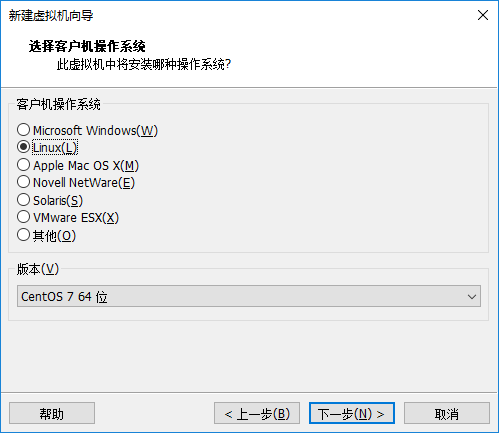 新建虚拟机向导
选择客户机操作系统
此虚拟机中将安装哪种操作系统?
客户机操作系统
Microsoft Windows(W)
Linux(L)
Apple Mac OS X(M)
Novell NetWare(E)
Solaris(S)
VMware ESX(X)
其他(O)
版本(V)
CentOS 7 64 位
帮助
< 上一步(B)
下一步(N) >
取消